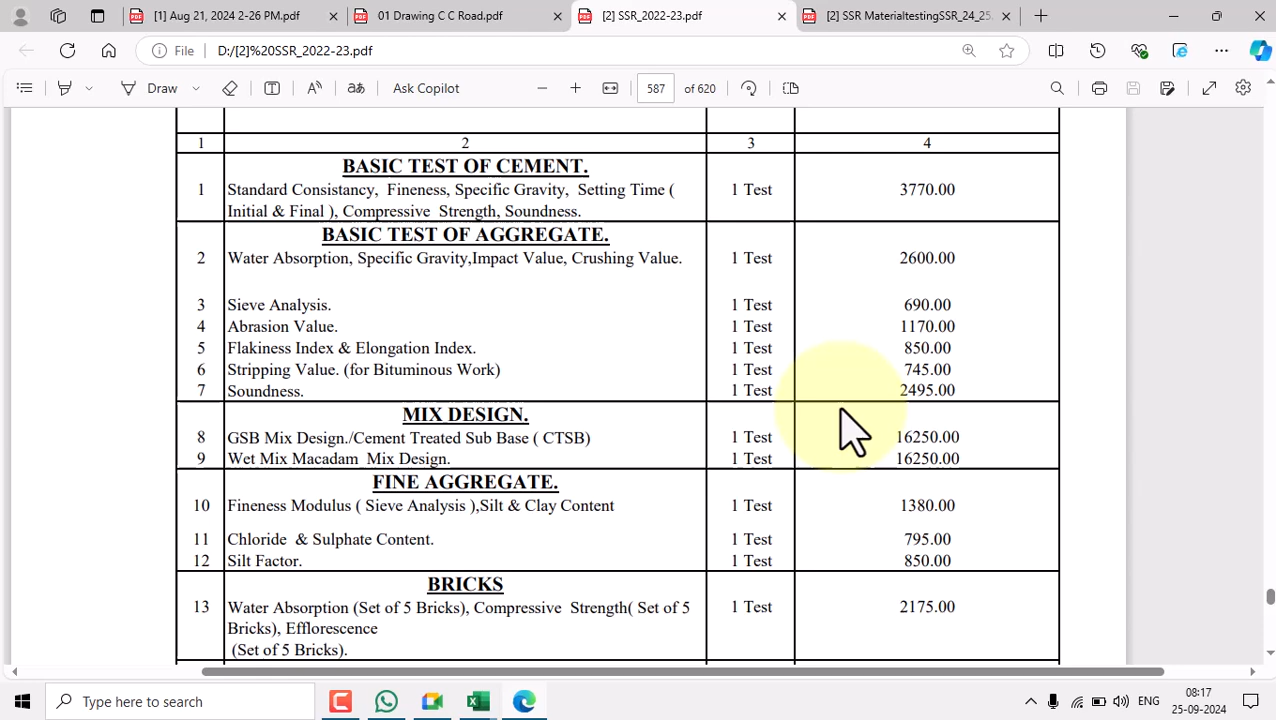 [1] Aug 21, 2024 2-26 PM.pdf
01 Drawing C C Road.pdf
[2] SSR_2022-23.pdf
[2] SSR MaterialtestingSSR_24_25.
File D:/[2]%20SSR_2022-23.pdf
Draw
Ask Copilot
587 of 620
1 2 3 4
BASIC TEST OF CEMENT.
1 Standard Consistancy, Fineness, Specific Gravity, Setting Time ( 1 Test 3770.00
Initial & Final ), Compressive Strength, Soundness.
BASIC TEST OF AGGREGATE.
2 Water Absorption, Specific Gravity,Impact Value, Crushing Value. 1 Test 2600.00
3 Sieve Analysis. 1 Test 690.00
4 Abrasion Value. 1 Test 1170.00
5 Flakiness Index & Elongation Index. 1 Test 850.00
6 Stripping Value. (for Bituminous Work) 1 Test 745.00
7 Soundness. 1 Test 2495.00
MIX DESIGN.
8 GSB Mix Design./Cement Treated Sub Base ( CTSB) 1 Test 16250.00
9 Wet Mix Macadam Mix Design. 1 Test 16250.00
FINE AGGREGATE.
10 Fineness Modulus ( Sieve Analysis ),Silt & Clay Content 1 Test 1380.00
11 Chloride & Sulphate Content. 1 Test 795.00
12 Silt Factor. 1 Test 850.00
BRICKS
13 Water Absorption (Set of 5 Bricks), Compressive Strength( Set of 5 1 Test 2175.00
Bricks), Efflorescence
(Set of 5 Bricks).
Type here to search
ENG
08:17
25-09-2024